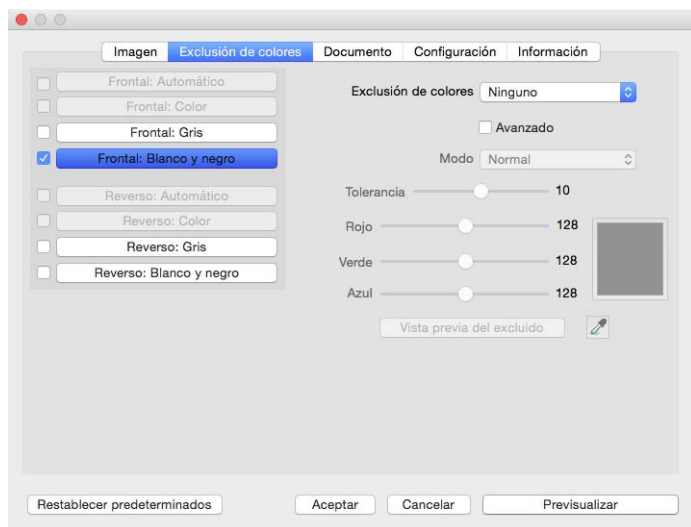 Imagen Exclusión de colores Documento Configuración Información
Frontal: Automático
Frontal: Color
Frontal: Gris
Frontal: Blanco y negro
Reverso: Automático
Reverso: Color
Reverso: Gris
Reverso: Blanco y negro
Exclusión de colores Ninguno
Avanzado
Modo Normal
Tolerancia 10
Rojo 128
Verde 128
Azul 128
Vista previa del excluido
Restablecer predeterminados Aceptar Cancelar Previsualizar